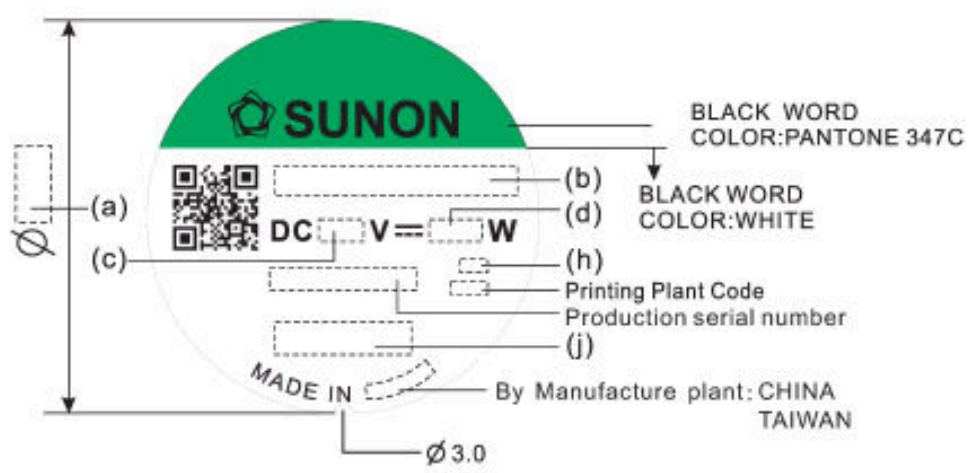 SUNON
BLACK WORD
COLOR:PANTONE 347C
(b)
BLACK WORD
COLOR:WHITE
(a)
Ø
DC V W
(d)
(c)
(h)
Printing Plant Code
Production serial number
(j)
MADE IN
By Manufacture plant: CHINA
TAIWAN
Ø 3.0